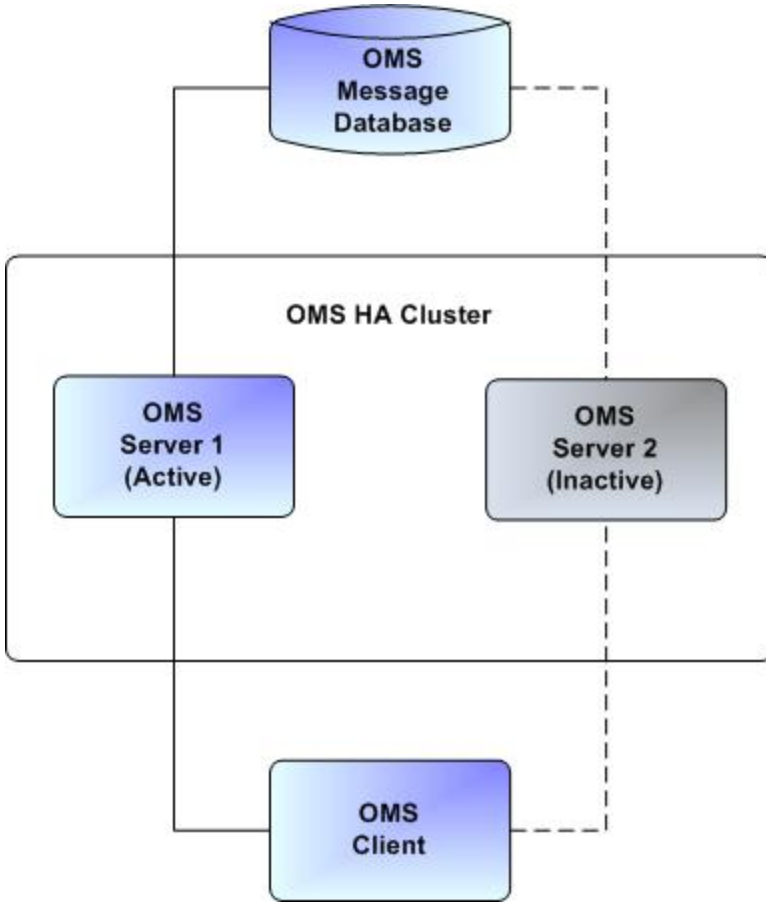 OMS
Message
Database
OMS HA Cluster
OMS
Server 1
(Active)
OMS
Server 2
(Inactive)
OMS
Client